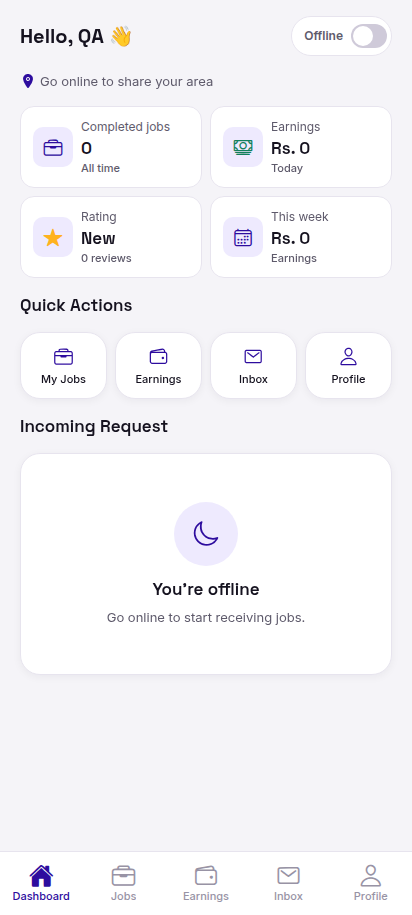 Hello, QA 👋
Offline
Go online to share your area
Completed jobs
0
All time
Earnings
Rs. 0
Today
Rating
New
0 reviews
This week
Rs. 0
Earnings
Quick Actions
My Jobs
Earnings
Inbox
Profile
Incoming Request
You're offline
Go online to start receiving jobs.
Dashboard
Jobs
Earnings
Inbox
Profile